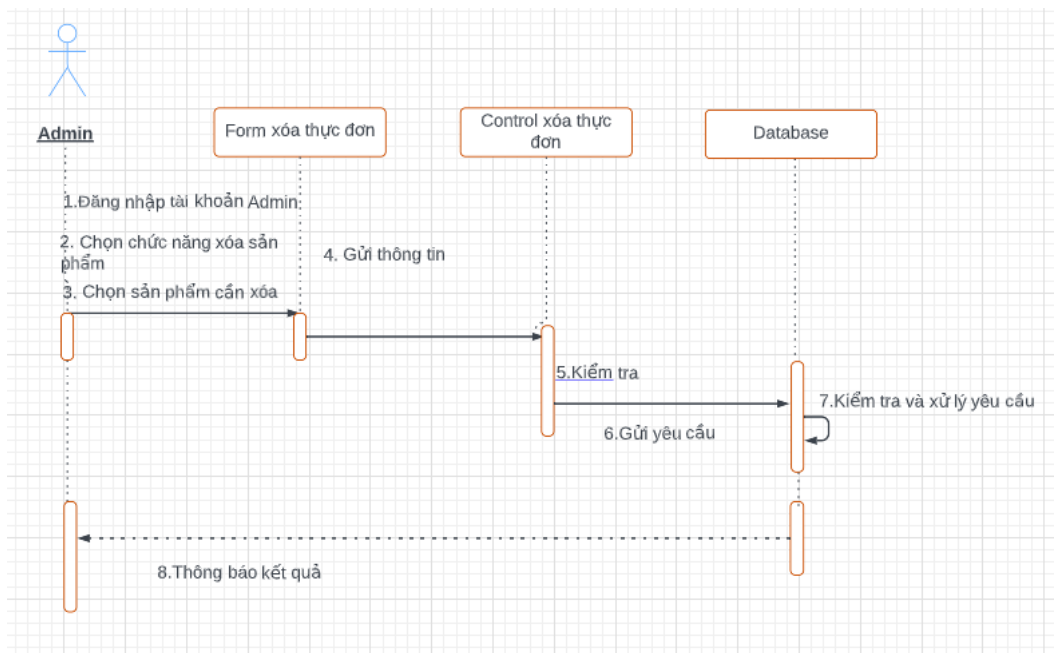 Admin
Form xóa thực đơn
Control xóa thực
đơn
Database
1.Đăng nhập tài khoản Admin
2. Chọn chức năng xóa sản
phẩm
3. Chọn sản phẩm cần xóa
4. Gửi thông tin
5.Kiểm tra
6.Gửi yêu cầu
7.Kiểm tra và xử lý yêu cầu
8.Thông báo kết quả